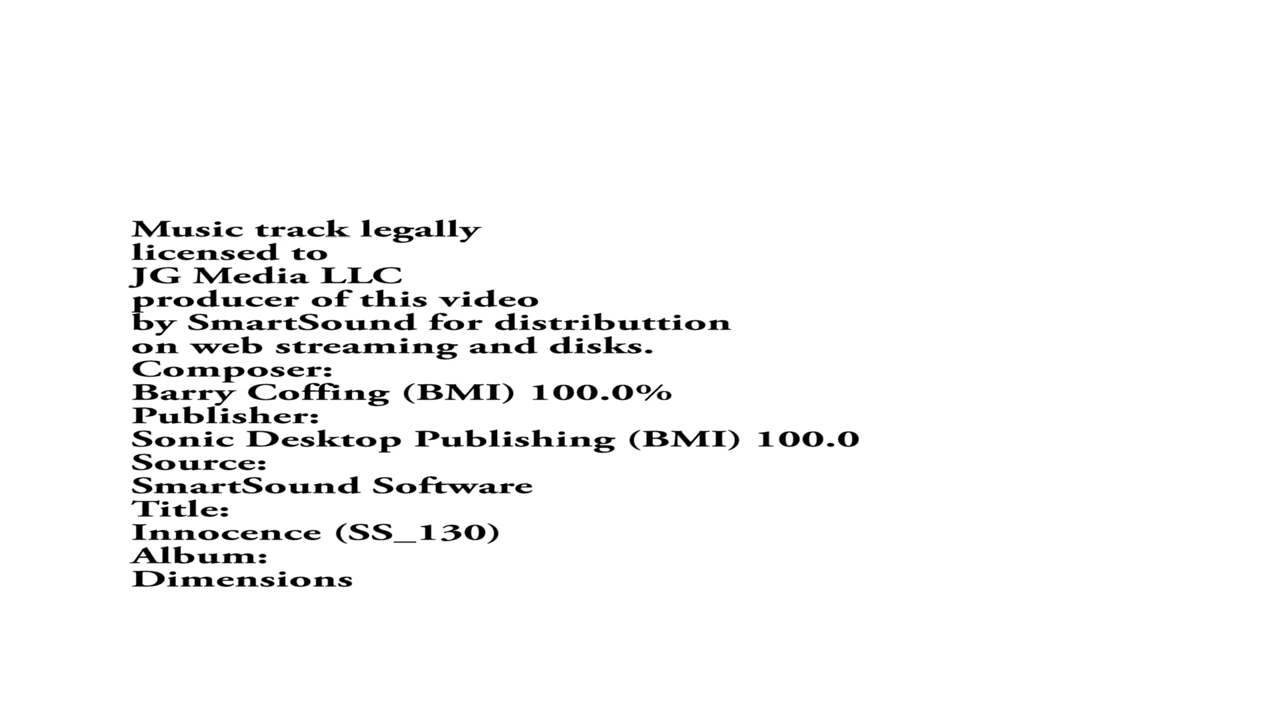 Music track legally
licensed to
JG Media LLC
producer of this video
by SmartSound for distributtion
on web streaming and disks.
Composer:
Barry Coffing (BMI) 100.0%
Publisher:
Sonic Desktop Publishing (BMI) 100.0
Source:
SmartSound Software
Title:
Innocence (SS_130)
Album:
Dimensions